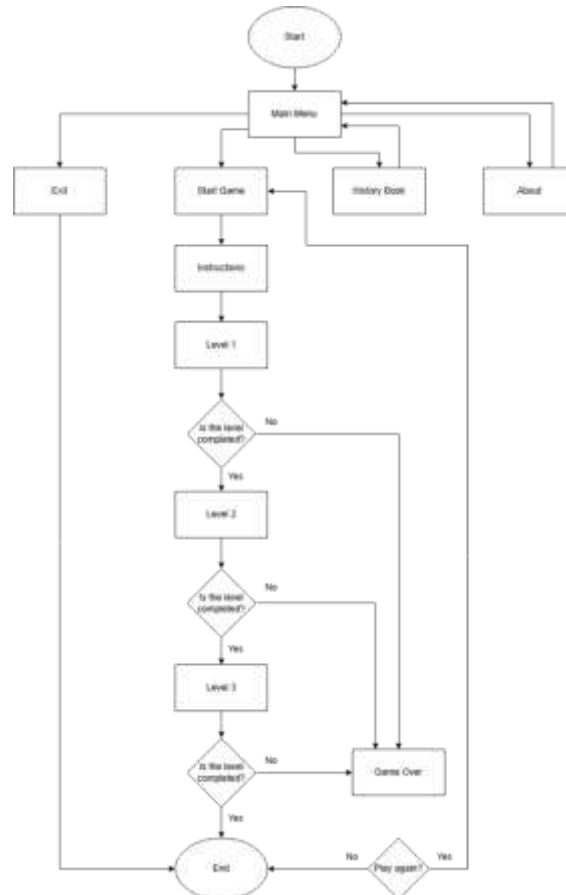 Start
Main Menu
Exit
Start Game
History Book
About
Instructions
Level 1
Is the level
completed?
No
Yes
Level 2
Is the level
completed?
No
Yes
Level 3
Is the level
completed?
No
Game Over
Yes
End
No
Play again?
Yes